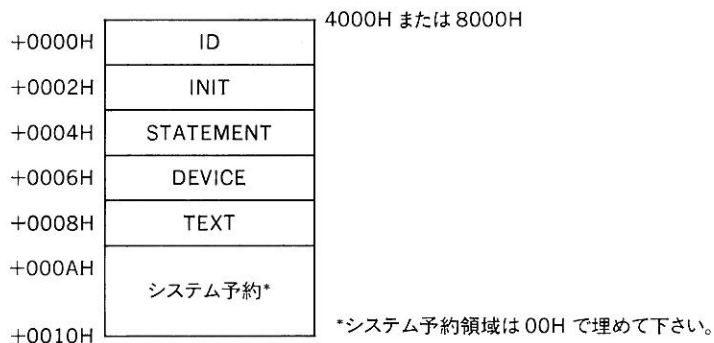 4000H または 8000H
+0000H ID
+0002H INIT
+0004H STATEMENT
+0006H DEVICE
+0008H TEXT
+000AH
システム予約*
+0010H
*システム予約領域は 00H で埋めて下さい。